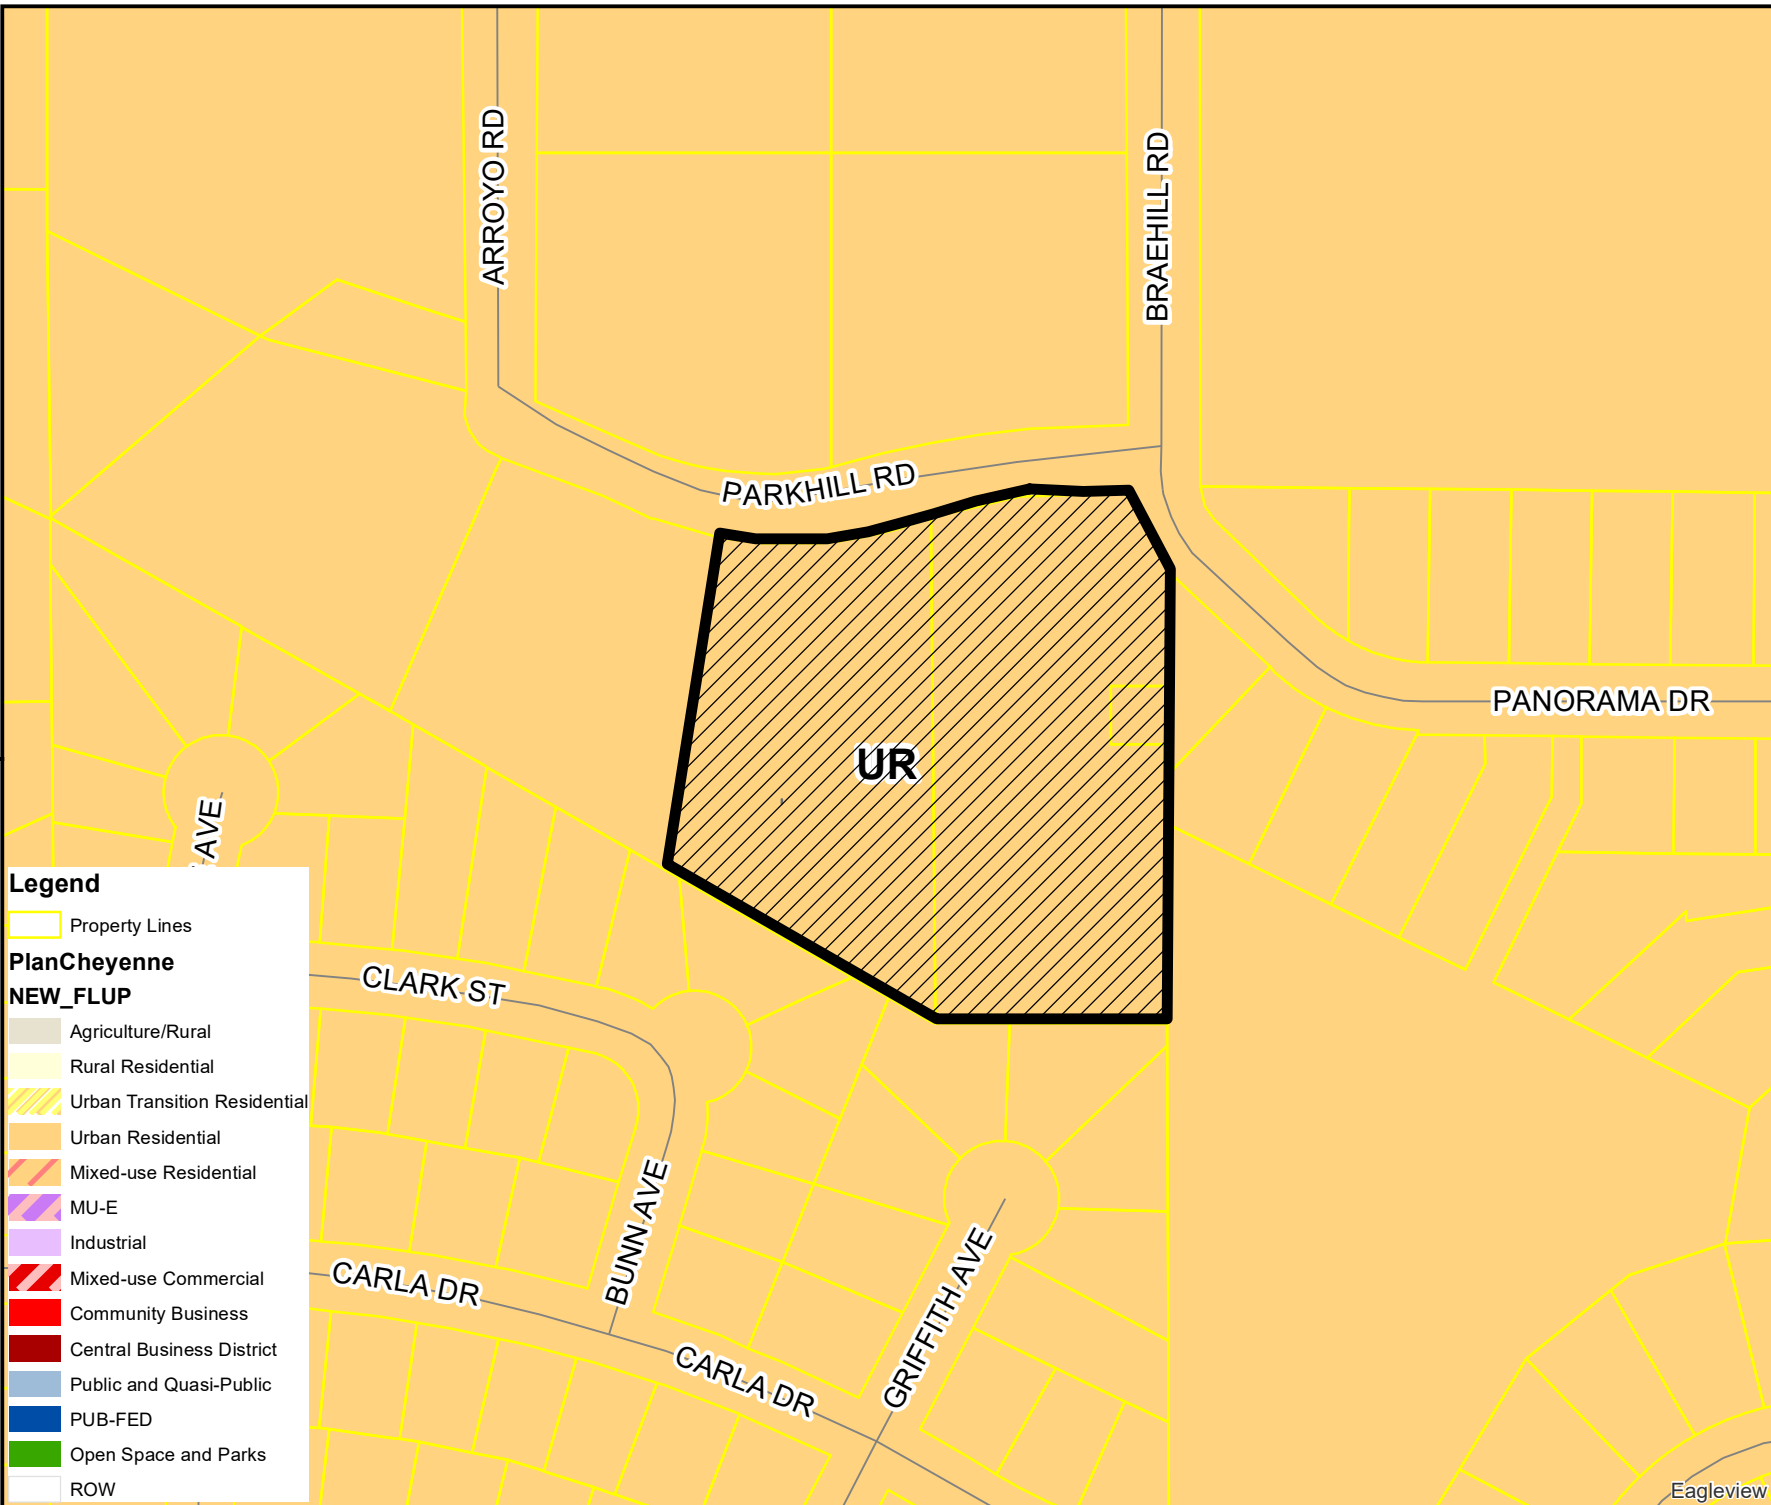 ARROYO RD
BRAEHILL RD
PARKHILL RD
PANORAMA DR
UR
AVE
CLARK ST
BUNN AVE
CARLA DR
GRIFFITH AVE
CARLA DR
Legend
Property Lines
PlanCheyenne
NEW_FLUP
Agriculture/Rural
Rural Residential
Urban Transition Residential
Urban Residential
Mixed-use Residential
MU-E
Industrial
Mixed-use Commercial
Community Business
Central Business District
Public and Quasi-Public
PUB-FED
Open Space and Parks
ROW
Eagleview